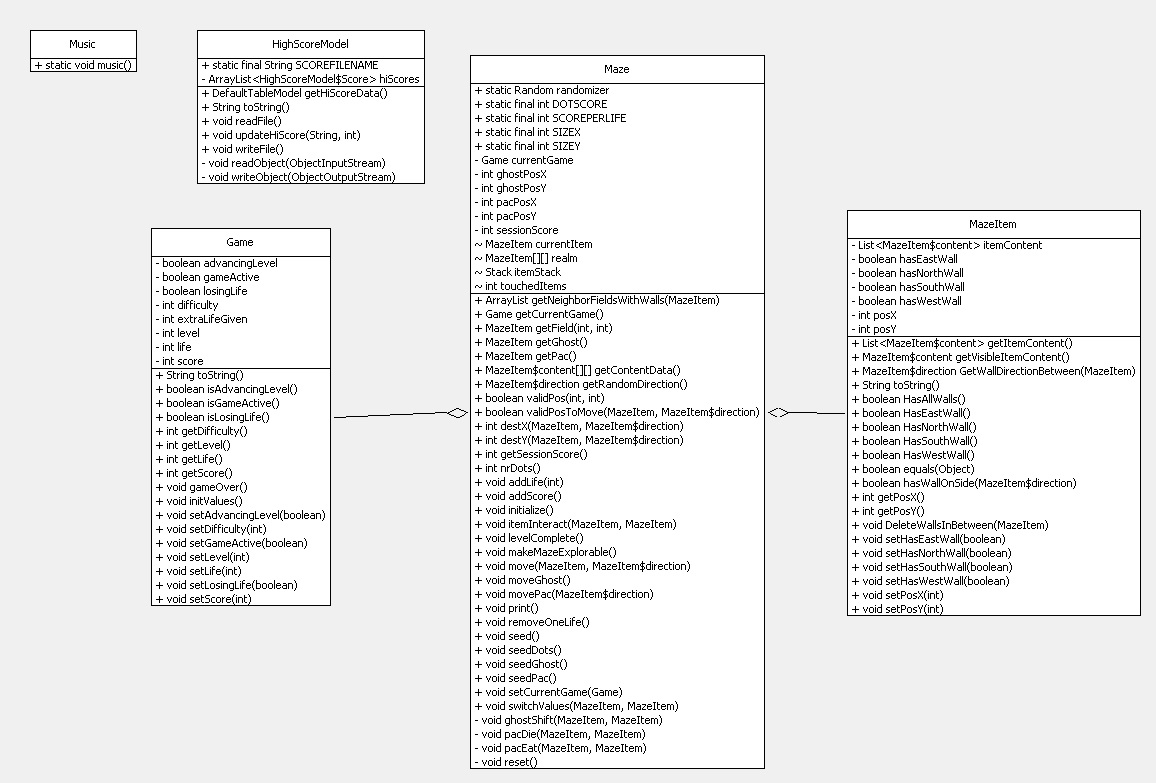 Music
+ static void music()
HighScoreModel
+ static final String SCOREFILENAME
- ArrayList<HighScoreModel$Score> hiScores
+ DefaultTableModel getHiScoreData()
+ String toString()
+ void readFile()
+ void updateHiScore(String, int)
+ void writeFile()
- void readObject(ObjectInputStream)
- void writeObject(ObjectOutputStream)
Game
- boolean advancingLevel
- boolean gameActive
- boolean losingLife
- int difficulty
- int extraLifeGiven
- int level
- int life
- int score
+ String toString()
+ boolean isAdvancingLevel()
+ boolean isGameActive()
+ boolean isLosingLife()
+ int getDifficulty()
+ int getLevel()
+ int getLife()
+ int getScore()
+ void gameOver()
+ void initValues()
+ void setAdvancingLevel(boolean)
+ void setDifficulty(int)
+ void setGameActive(boolean)
+ void setLevel(int)
+ void setLife(int)
+ void setLosingLife(boolean)
+ void setScore(int)
Maze
+ static Random randomizer
+ static final int DOTSCORE
+ static final int SCOREPERLIFE
+ static final int SIZEX
+ static final int SIZEY
- Game currentGame
- int ghostPosX
- int ghostPosY
- int pacPosX
- int pacPosY
- int sessionScore
~ MazeItem currentItem
~ MazeItem[][] realm
~ Stack itemStack
~ int touchedItems
+ ArrayList getNeighborFieldsWithWalls(MazeItem)
+ Game getCurrentGame()
+ MazeItem getField(int, int)
+ MazeItem getGhost()
+ MazeItem getPac()
+ MazeItem$content[][] getContentData()
+ MazeItem$direction getRandomDirection()
+ boolean validPos(int, int)
+ boolean validPosToMove(MazeItem, MazeItem$direction)
+ int destX(MazeItem, MazeItem$direction)
+ int destY(MazeItem, MazeItem$direction)
+ int getSessionScore()
+ int nrDots()
+ void addLife(int)
+ void addScore()
+ void initialize()
+ void itemInteract(MazeItem, MazeItem)
+ void levelComplete()
+ void makeMazeExplorable()
+ void move(MazeItem, MazeItem$direction)
+ void moveGhost()
+ void movePac(MazeItem$direction)
+ void print()
+ void removeOneLife()
+ void seed()
+ void seedDots()
+ void seedGhost()
+ void seedPac()
+ void setCurrentGame(Game)
+ void switchValues(MazeItem, MazeItem)
- void ghostShift(MazeItem, MazeItem)
- void pacDie(MazeItem, MazeItem)
- void pacEat(MazeItem, MazeItem)
- void reset()
MazeItem
- List<MazeItem$content> itemContent
- boolean hasEastWall
- boolean hasNorthWall
- boolean hasSouthWall
- boolean hasWestWall
- int posX
- int posY
+ List<MazeItem$content> getItemContent()
+ MazeItem$content getVisibleItemContent()
+ MazeItem$direction GetWallDirectionBetween(MazeItem)
+ String toString()
+ boolean HasAllWalls()
+ boolean HasEastWall()
+ boolean HasNorthWall()
+ boolean HasSouthWall()
+ boolean HasWestWall()
+ boolean equals(Object)
+ boolean hasWallOnSide(MazeItem$direction)
+ int getPosX()
+ int getPosY()
+ void DeleteWallsInBetween(MazeItem)
+ void setHasEastWall(boolean)
+ void setHasNorthWall(boolean)
+ void setHasSouthWall(boolean)
+ void setHasWestWall(boolean)
+ void setPosX(int)
+ void setPosY(int)